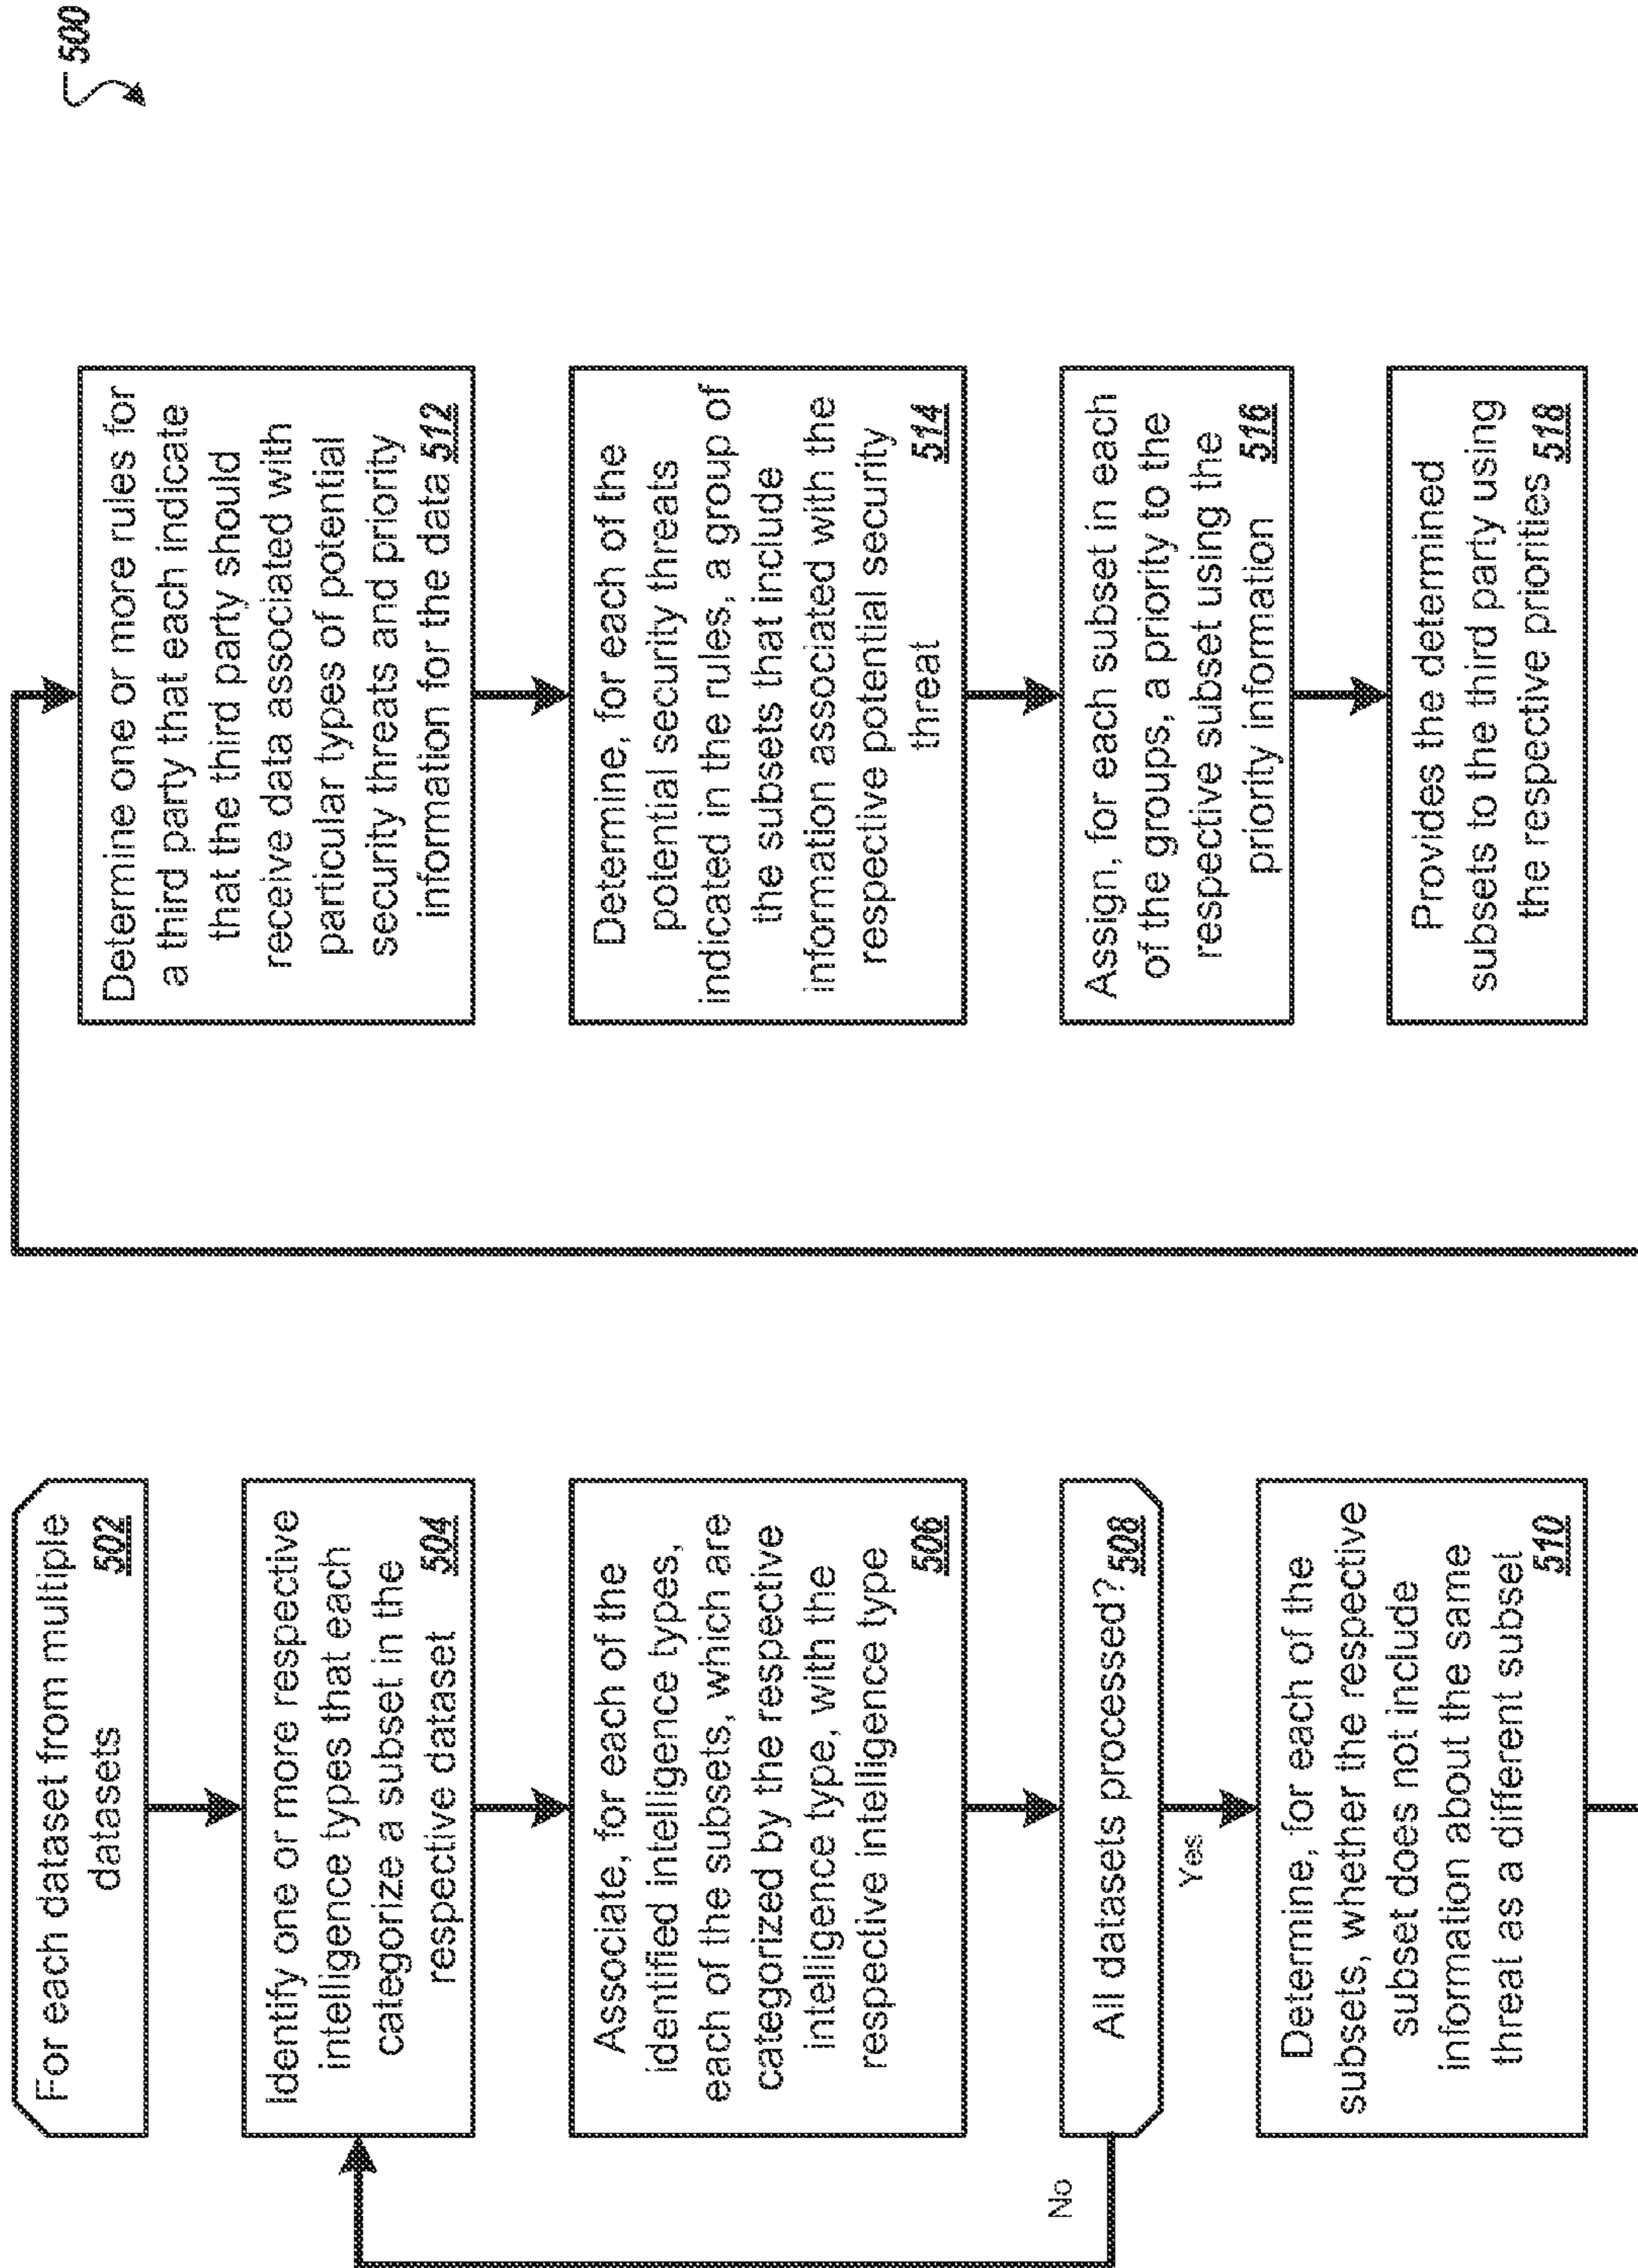 500
For each dataset from multiple
datasets
502
Identify one or more respective
intelligence types that each
categorize a subset in the
respective dataset
504
Associate, for each of the
identified intelligence types,
each of the subsets, which are
categorized by the respective
intelligence type, with the
respective intelligence type
506
All datasets processed? 508
No
Yes
Determine, for each of the
subsets, whether the respective
subset does not include
information about the same
threat as a different subset
510
Determine one or more rules for
a third party that each indicate
that the third party should
receive data associated with
particular types of potential
security threats and priority
information for the data 512
Determine, for each of the
potential security threats
indicated in the rules, a group of
the subsets that include
information associated with the
respective potential security
threat
514
Assign, for each subset in each
of the groups, a priority to the
respective subset using the
priority information
516
Provides the determined
subsets to the third party using
the respective priorities 518